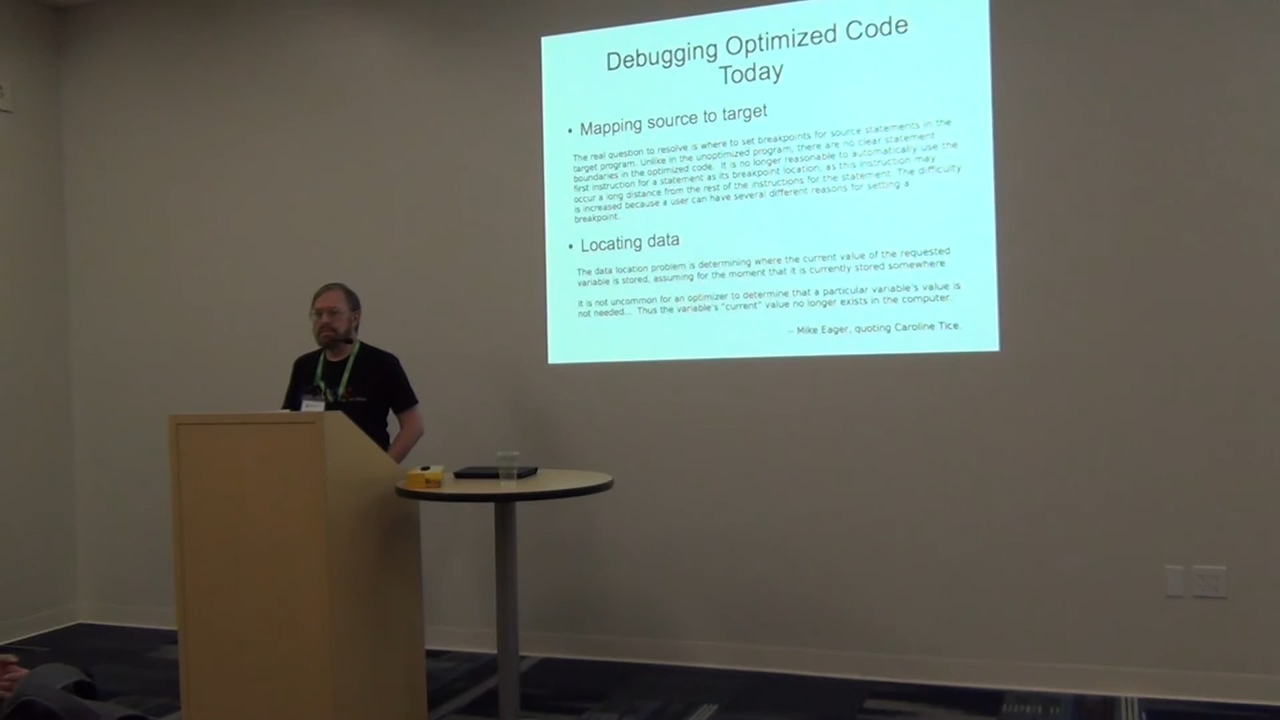 Debugging Optimized Code
Today
• Mapping source to target
The real question to resolve is where to set breakpoints for source statements in the
target program. Unlike in the unoptimized program, there are no clear statement
boundaries in the optimized code. It is no longer reasonable to automatically use the
first instruction for a statement as its breakpoint location, as this instruction may
occur a long distance from the rest of the instructions for the statement. The difficulty
is increased because a user can have several different reasons for setting a
breakpoint.
• Locating data
The data location problem is determining where the current value of the requested
variable is stored, assuming for the moment that it is currently stored somewhere.
It is not uncommon for an optimizer to determine that a particular variable's value is
not needed... Thus the variable's "current" value no longer exists in the computer.
-- Mike Eager, quoting Caroline Tice.